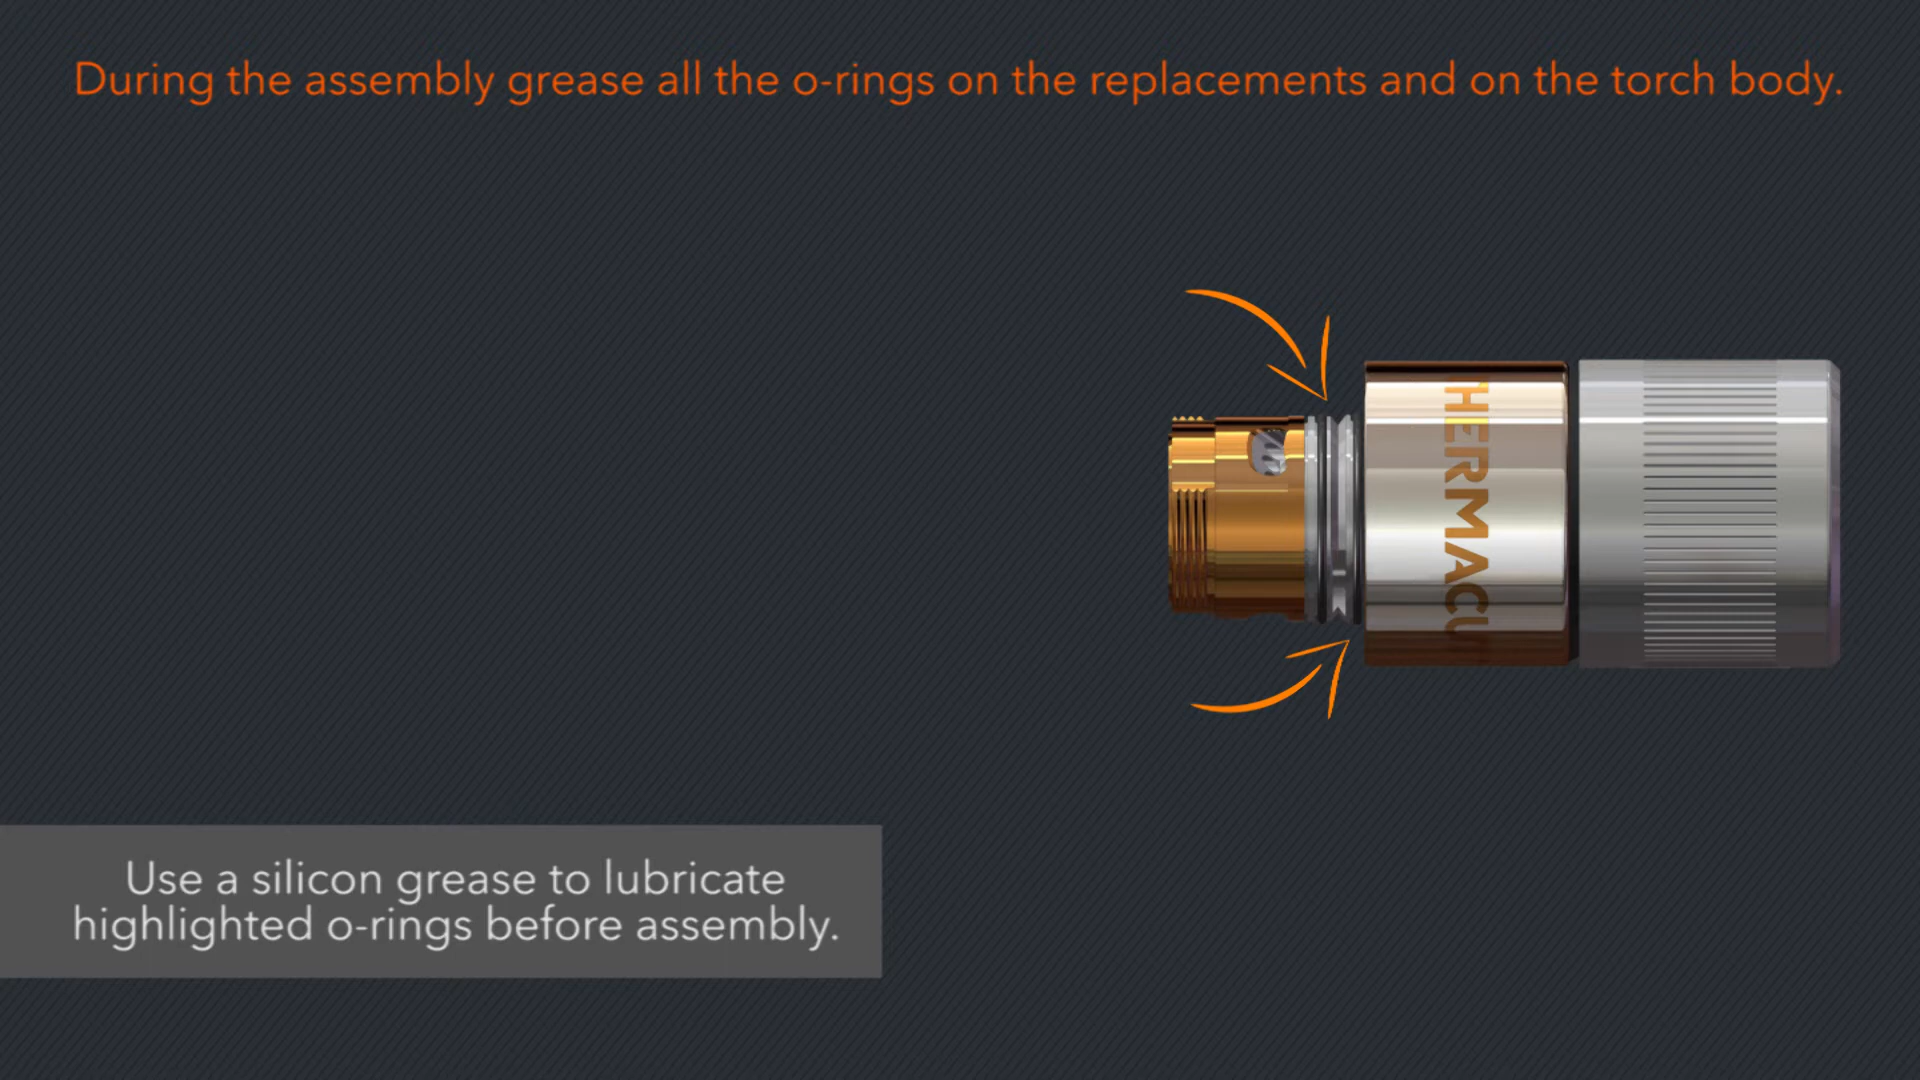 During the assembly grease all the o-rings on the replacements and on the torch body.
HERMACU
Use a silicon grease to lubricate
highlighted o-rings before assembly.